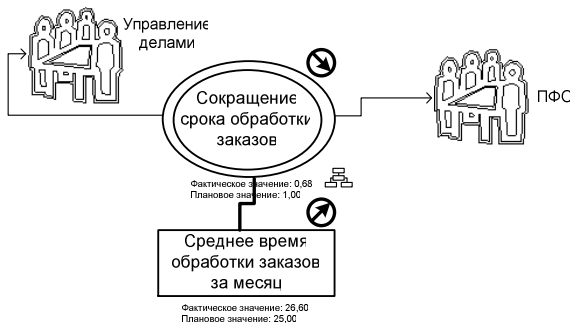 Управление
делами
ПФС
Сокращение
срока обработки
заказов
Фактическое значение: 0,68
Плановое значение: 1,00
Среднее время
обработки заказов
за месяц
Фактическое значение: 26,60
Плановое значение: 25,00